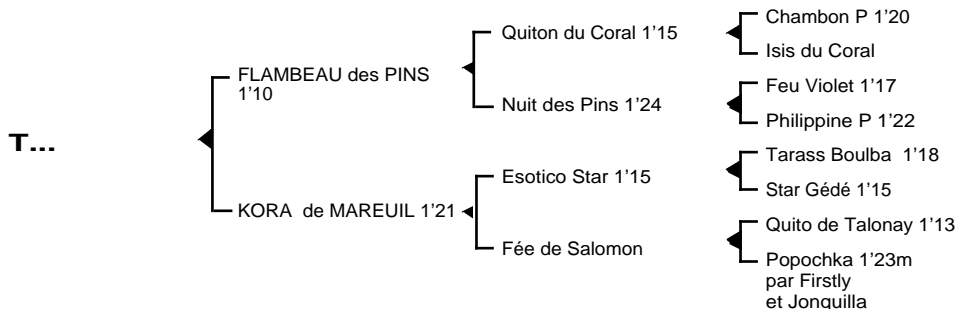 T...
FLAMBEAU des PINS
1'10
KORA de MAREUIL 1'21
Quiton du Coral 1'15
Nuit des Pins 1'24
Esotico Star 1'15
Fée de Salomon
Chambon P 1'20
Isis du Coral
Feu Violet 1'17
Philippine P 1'22
Tarass Boulba 1'18
Star Gédé 1'15
Quito de Talonay 1'13
Popochka 1'23m
par Firstly
et Jonquilla